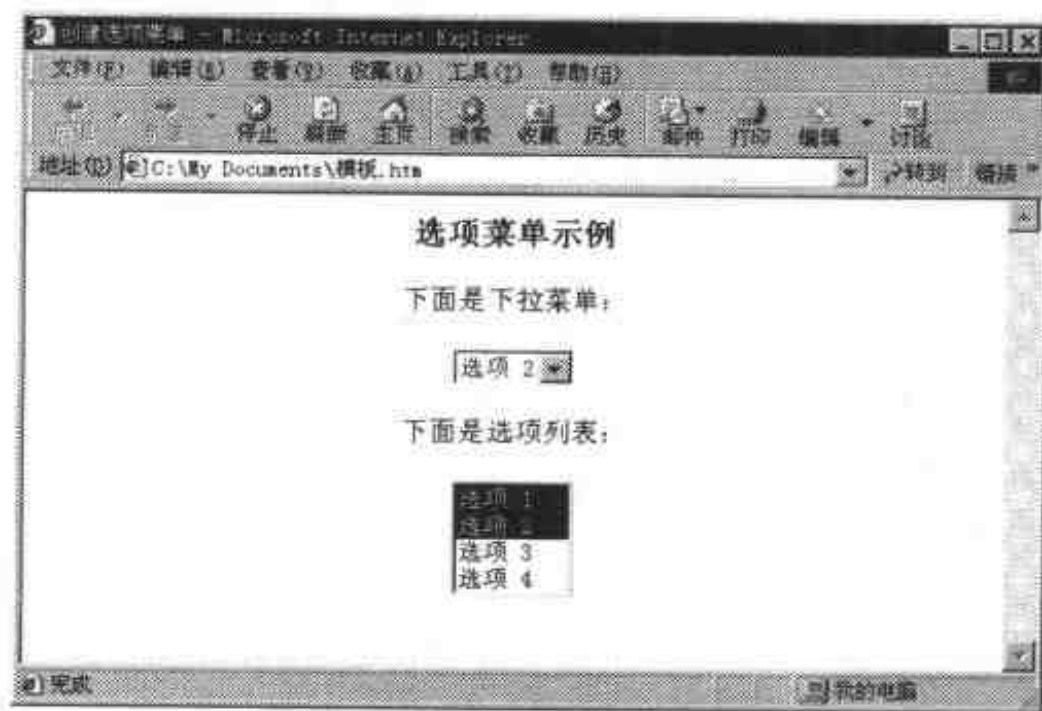 创建选项菜单 - Microsoft Internet Explorer
文件(F) 编辑(E) 查看(V) 收藏(A) 工具(T) 帮助(H)
停止 刷新 主页 搜索 收藏 历史 邮件 打印 编辑 讨论
地址(D) C:\My Documents\模板.htm 转到 链接 »
选项菜单示例
下面是下拉菜单：
选项 2
下面是选项列表：
选项 1
选项 2
选项 3
选项 4
完成 我的电脑